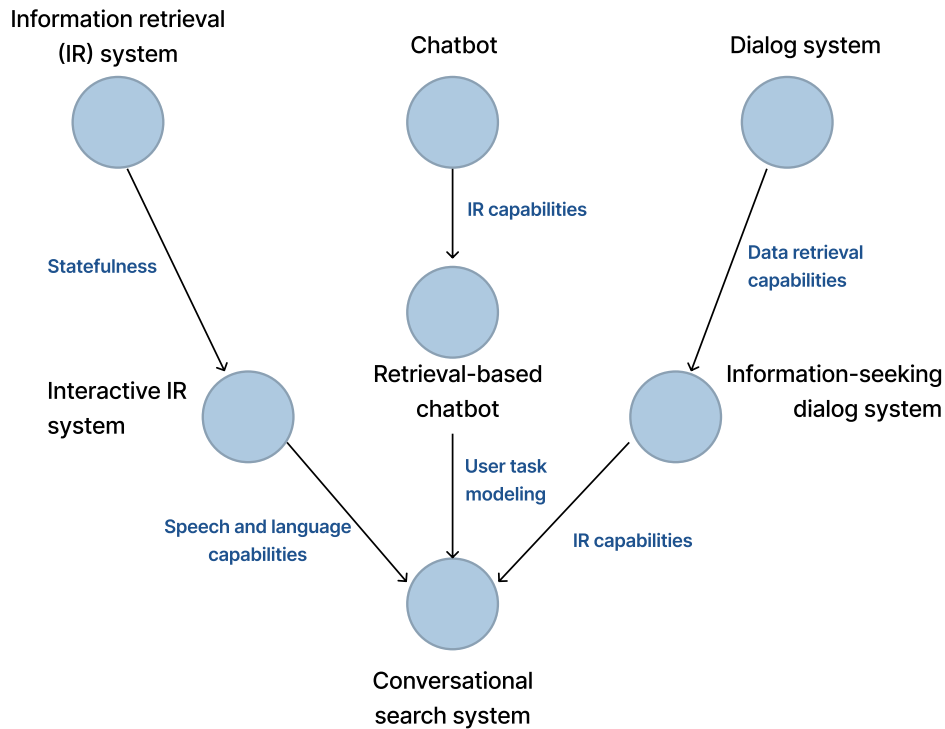 Information retrieval
(IR) system
Chatbot
Dialog system
IR capabilities
Statefulness
Data retrieval
capabilities
Interactive IR
system
Retrieval-based
chatbot
Information-seeking
dialog system
User task
modeling
Speech and language
capabilities
IR capabilities
Conversational
search system